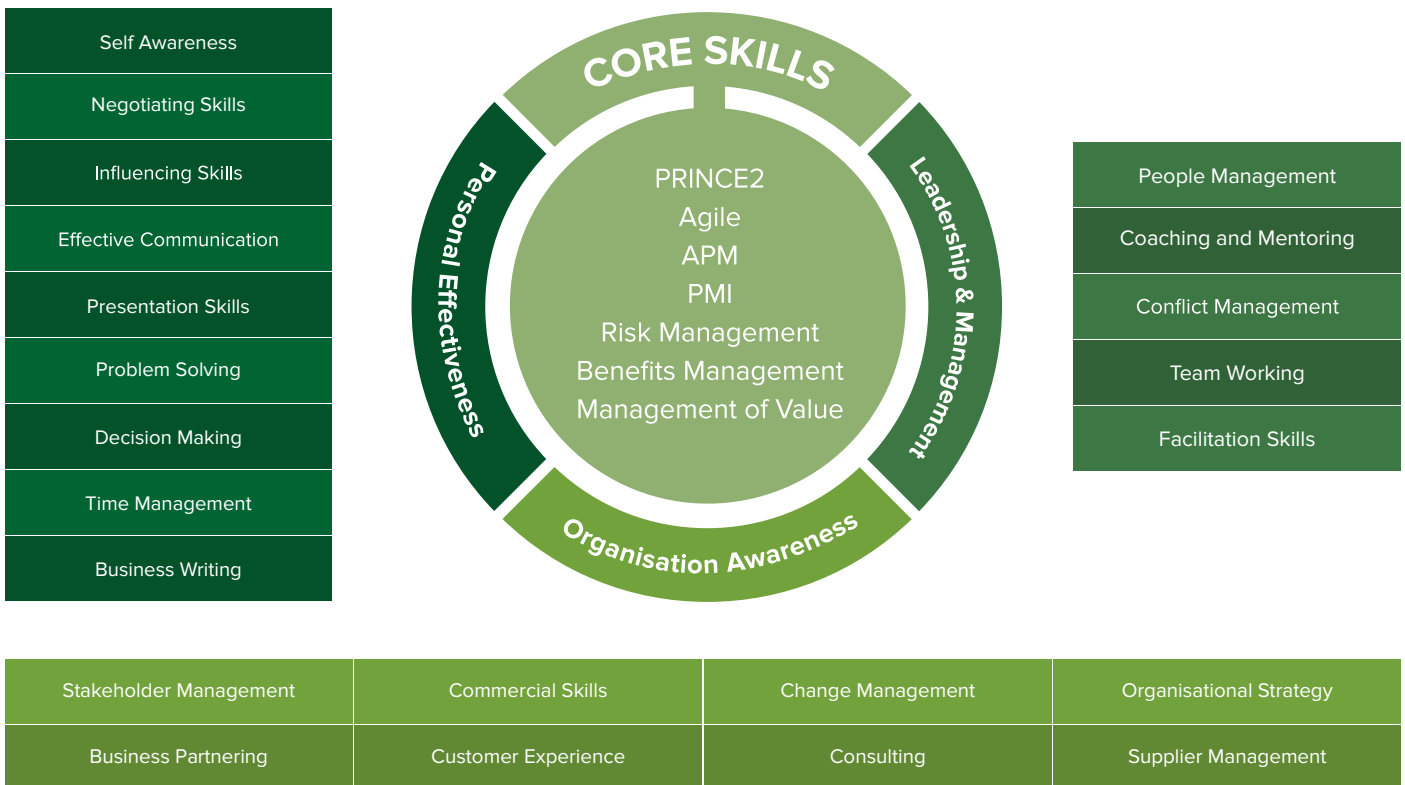 Self Awareness
Negotiating Skills
Influencing Skills
Effective Communication
Presentation Skills
Problem Solving
Decision Making
Time Management
Business Writing
CORE SKILLS
Personal Effectiveness
PRINCE2
Agile
APM
PMI
Risk Management
Benefits Management
Management of Value
Leadership & Management
Organisation Awareness
People Management
Coaching and Mentoring
Conflict Management
Team Working
Facilitation Skills
Stakeholder Management
Commercial Skills
Change Management
Organisational Strategy
Business Partnering
Customer Experience
Consulting
Supplier Management